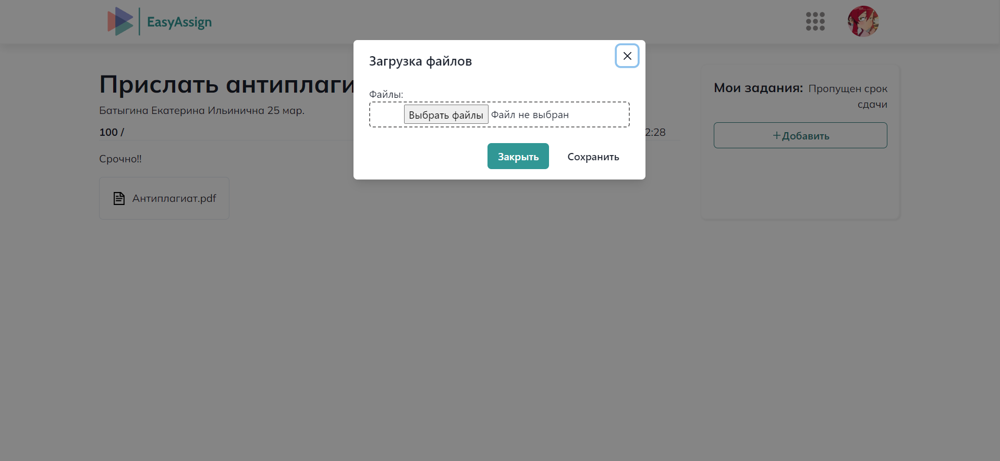 EasyAssign
Загрузка файлов
Файлы:
Выбрать файлы Файл не выбран
Закрыть Сохранить
Прислать антиплаги
Батыгина Екатерина Ильинична 25 мар.
100 /
2:28
Срочно!!
Антиплагиат.pdf
Мои задания: Пропущен срок
сдачи
+Добавить